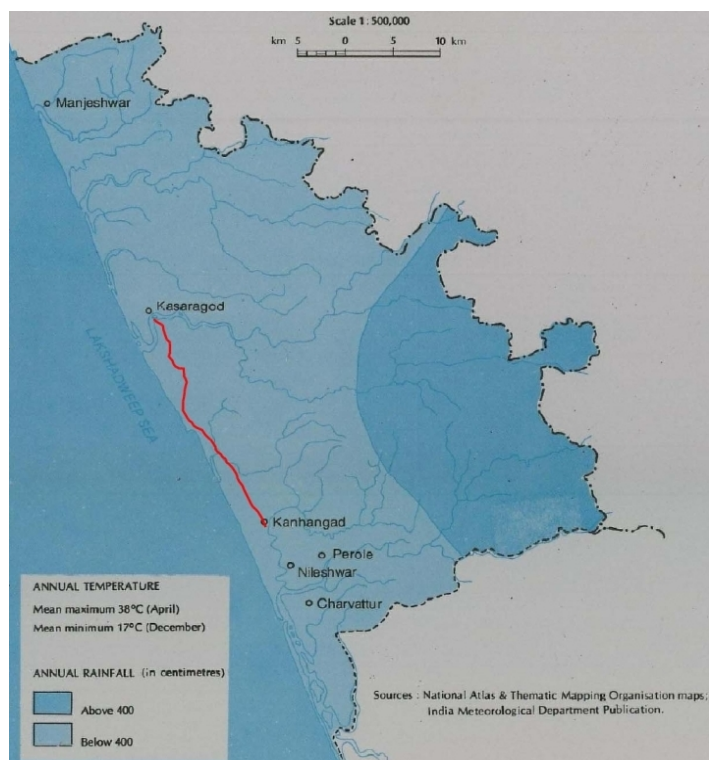 Scale 1 : 500,000
km 5 0 5 10 km
Manjeshwar
Kasaragod
LAKSHADWEEP SEA
Kanhangad
Perole
Nileshwar
Charvattur
ANNUAL TEMPERATURE
Mean maximum 38°C (April)
Mean minimum 17°C (December)
ANNUAL RAINFALL (in centimetres)
Above 400
Below 400
Sources : National Atlas & Thematic Mapping Organisation maps;
India Meteorological Department Publication.